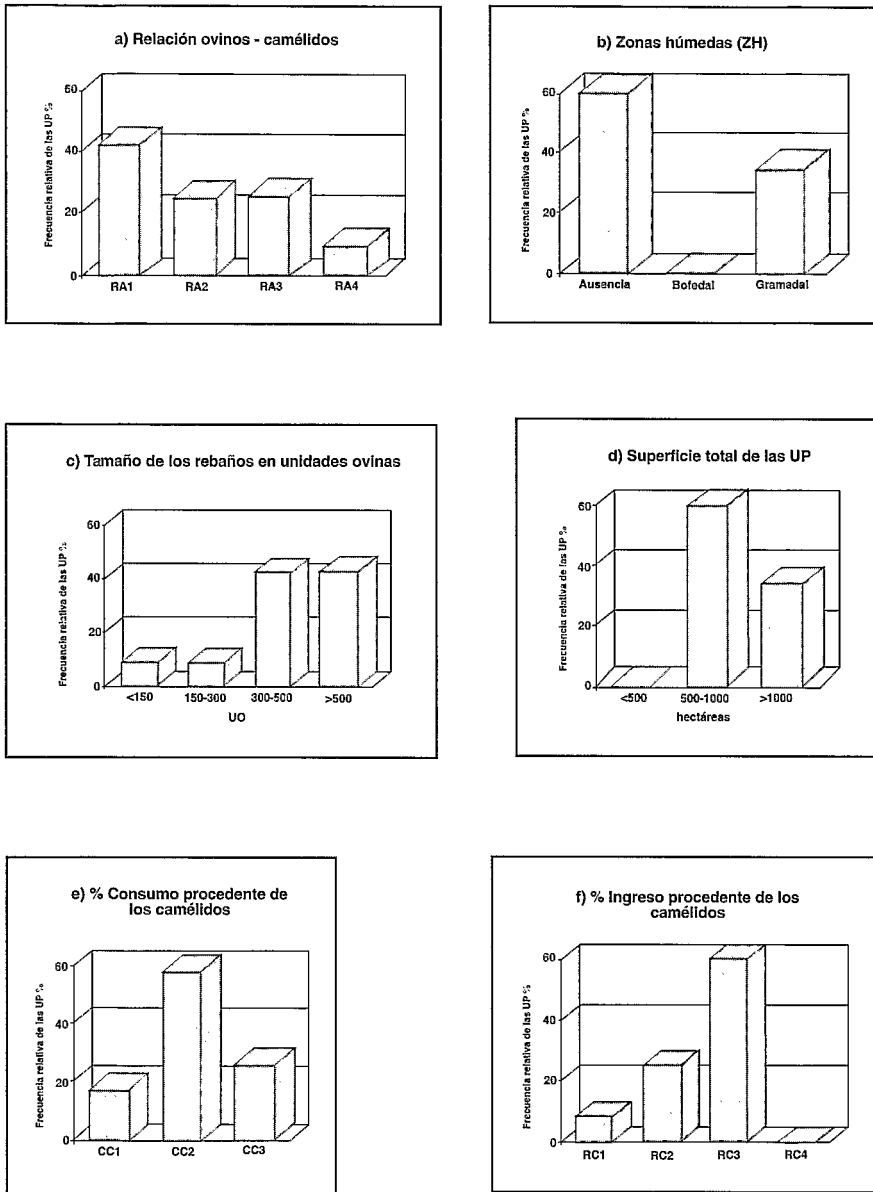 a) Relación ovinos - camélidos
Frecuencia relativa de las UP %
60
40
20
0
RA1 RA2 RA3 RA4
b) Zonas húmedas (ZH)
Frecuencia relativa de las UP %
60
40
20
0
Ausencia Bofedal Gramadal
c) Tamaño de los rebaños en unidades ovinas
Frecuencia relativa de las UP %
60
40
20
0
<150 150-300 300-500 >500
UO
d) Superficie total de las UP
Frecuencia relativa de las UP %
60
40
20
0
<500 500-1000 >1000
hectáreas
e) % Consumo procedente de
los camélidos
Frecuencia relativa de las UP %
60
40
20
0
CC1 CC2 CC3
f) % Ingreso procedente de los
camélidos
Frecuencia relativa de las UP %
60
40
20
0
RC1 RC2 RC3 RC4